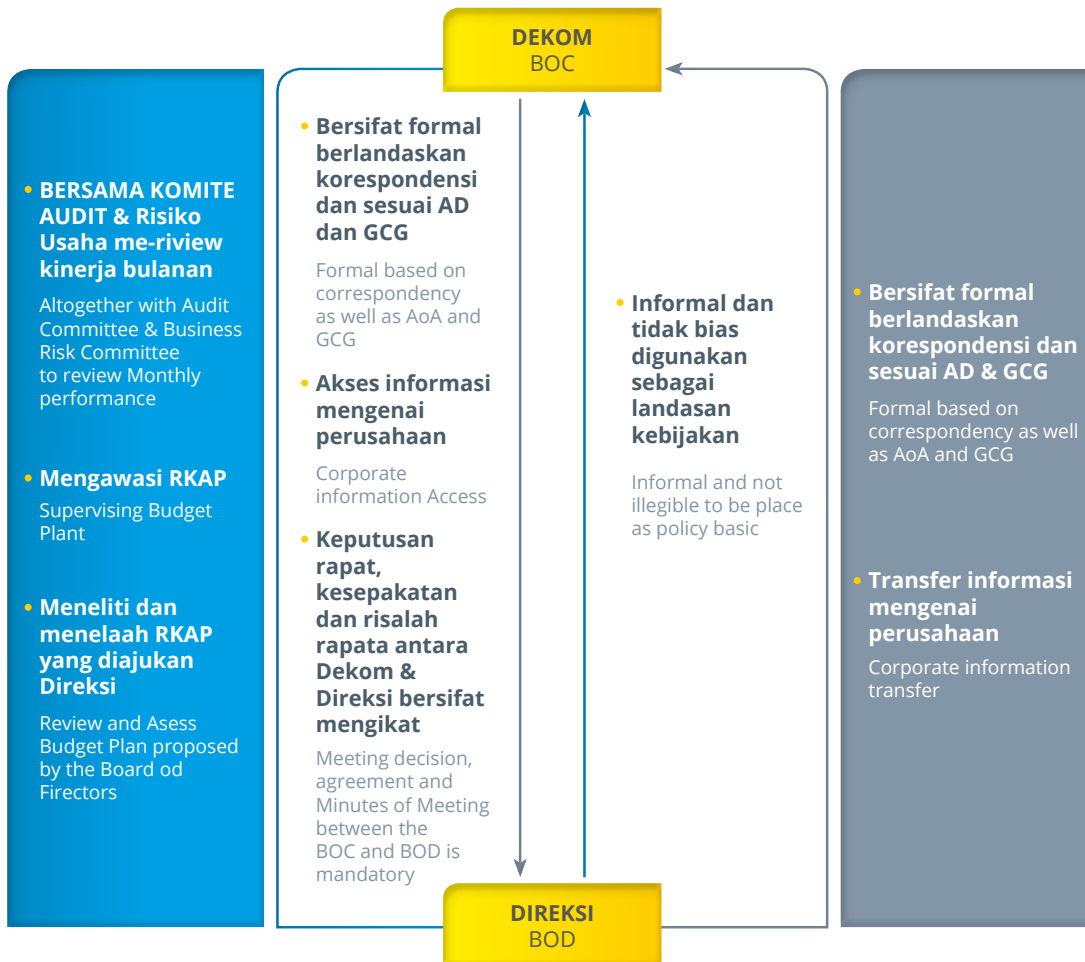 DEKOM
BOC
• BERSAMA KOMITE
AUDIT & Risiko
Usaha me-riview
kinerja bulanan
Altogether with Audit
Committee & Business
Risk Committee
to review Monthly
performance
• Mengawasi RKAP
Supervising Budget
Plant
• Meneliti dan
menelaah RKAP
yang diajukan
Direksi
Review and Asess
Budget Plan proposed
by the Board od
Firectors
• Bersifat formal
berlandaskan
korespondensi
dan sesuai AD
dan GCG
Formal based on
correspondency
as well as AoA and
GCG
• Akses informasi
mengenai
perusahaan
Corporate
information Access
• Keputusan
rapat,
kesepakatan
dan risalah
rapata antara
Dekom &
Direksi bersifat
mengikat
Meeting decision,
agreement and
Minutes of Meeting
between the
BOC and BOD is
mandatory
• Informal dan
tidak bias
digunakan
sebagai
landasan
kebijakan
Informal and not
illegible to be place
as policy basic
• Bersifat formal
berlandaskan
korespondensi dan
sesuai AD & GCG
Formal based on
correspondency as well
as AoA and GCG
• Transfer informasi
mengenai
perusahaan
Corporate information
transfer
DIREKSI
BOD